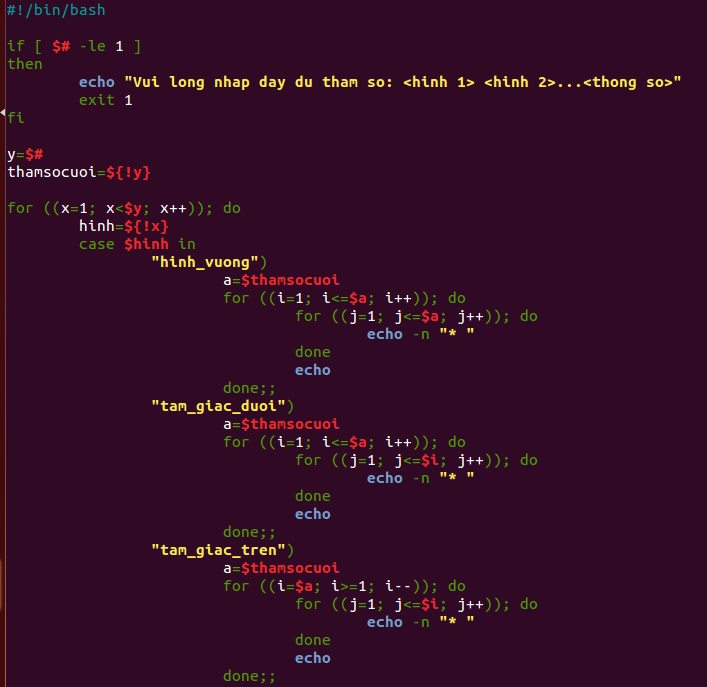 #!/bin/bash
if [ $# -le 1 ]
then
echo "Vui long nhap day du tham so: <hinh 1> <hinh 2>...<thong so>"
exit 1
fi
y=$#
thamsocuoi=${!y}
for ((x=1; x<$y; x++)); do
hinh=${!x}
case $hinh in
"hinh_vuong")
a=$thamsocuoi
for ((i=1; i<=$a; i++)); do
for ((j=1; j<=$a; j++)); do
echo -n "* "
done
echo
done;;
"tam_giac_duoi")
a=$thamsocuoi
for ((i=1; i<=$a; i++)); do
for ((j=1; j<=$i; j++)); do
echo -n "* "
done
echo
done;;
"tam_giac_tren")
a=$thamsocuoi
for ((i=$a; i>=1; i--)); do
for ((j=1; j<=$i; j++)); do
echo -n "* "
done
echo
done;;